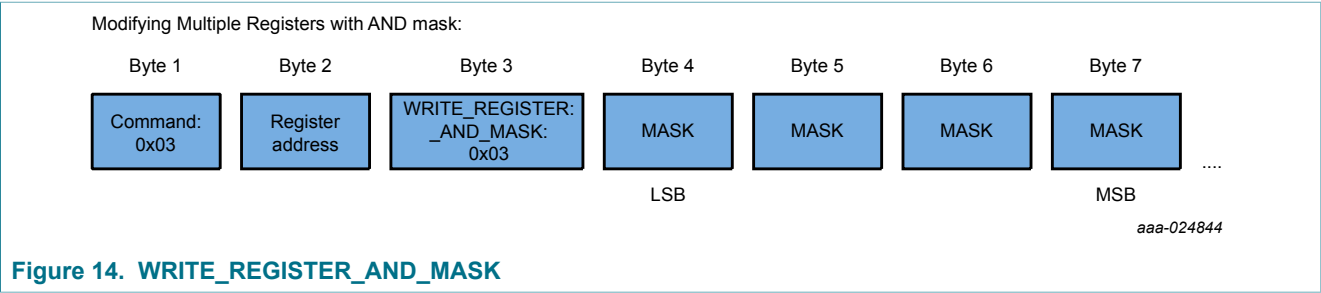 Modifying Multiple Registers with AND mask:
Byte 1 Byte 2 Byte 3 Byte 4 Byte 5 Byte 6 Byte 7
Command:
0x03
Register
address
WRITE_REGISTER:
_AND_MASK:
0x03
MASK
MASK
MASK
MASK
....
LSB MSB
aaa-024844
Figure 14. WRITE_REGISTER_AND_MASK